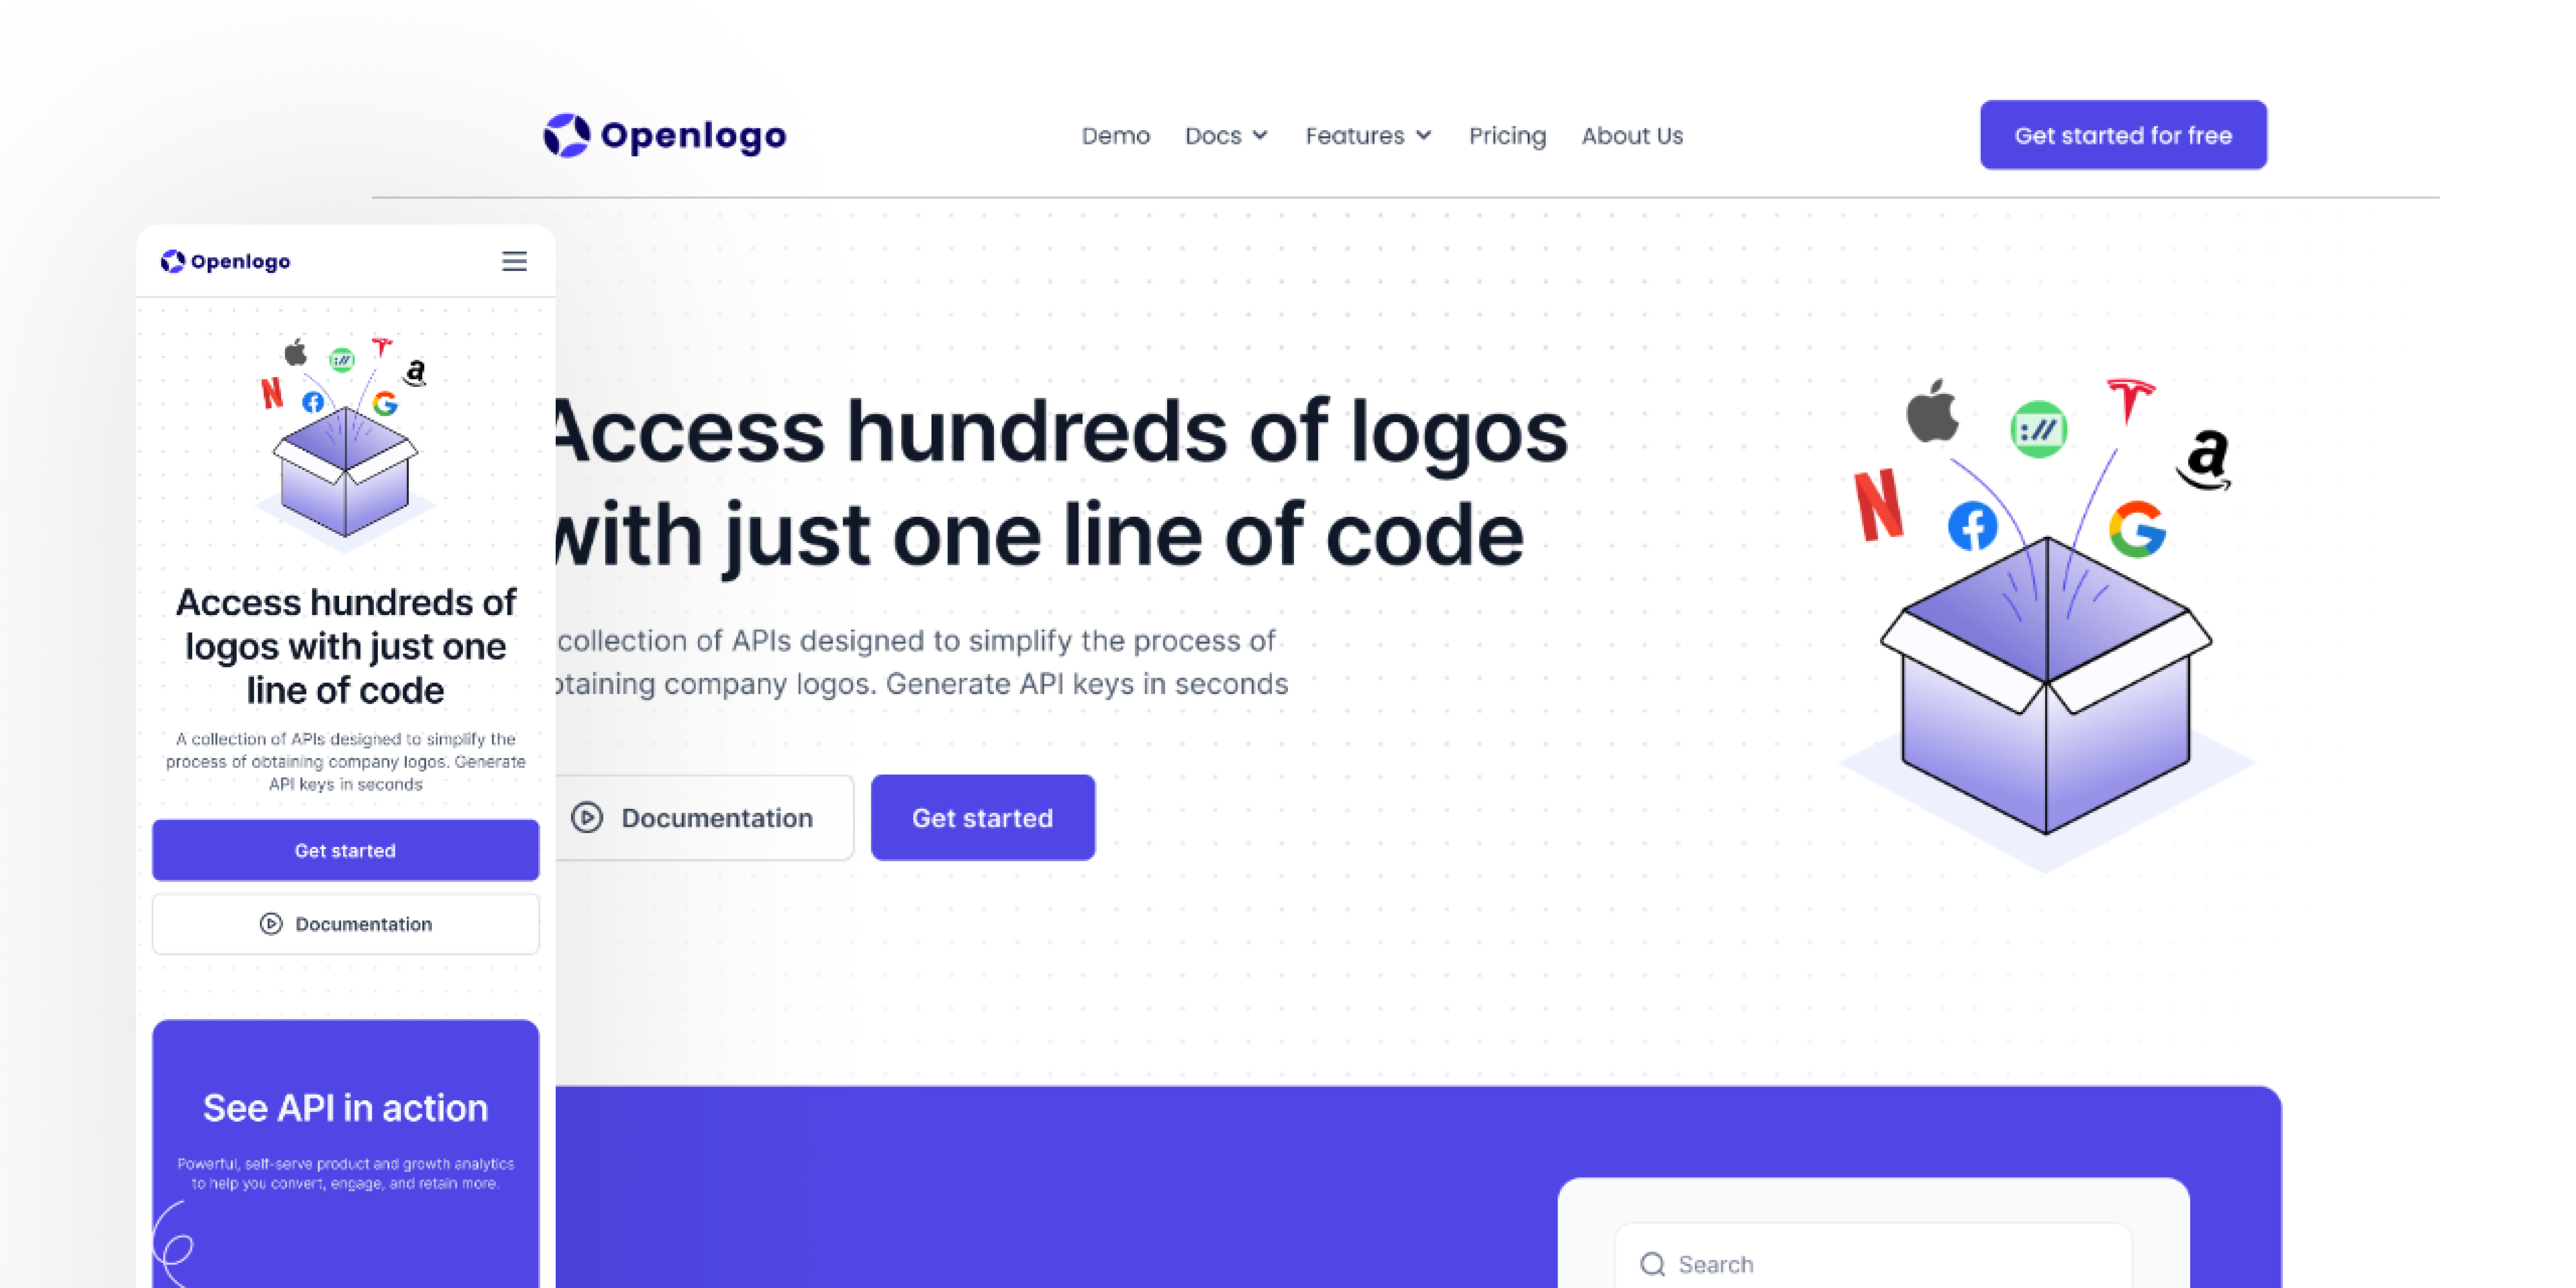 Openlogo
Demo Docs Features Pricing About Us
Get started for free
Access hundreds of logos
with just one line of code
collection of APIs designed to simplify the process of
obtaining company logos. Generate API keys in seconds
Documentation
Get started
://
a
N
G
Search
Openlogo
://
a
N
G
Access hundreds of
logos with just one
line of code
A collection of APIs designed to simplify the
process of obtaining company logos. Generate
API keys in seconds
Get started
Documentation
See API in action
Powerful, self-serve product and growth analytics
to help you convert, engage, and retain more.